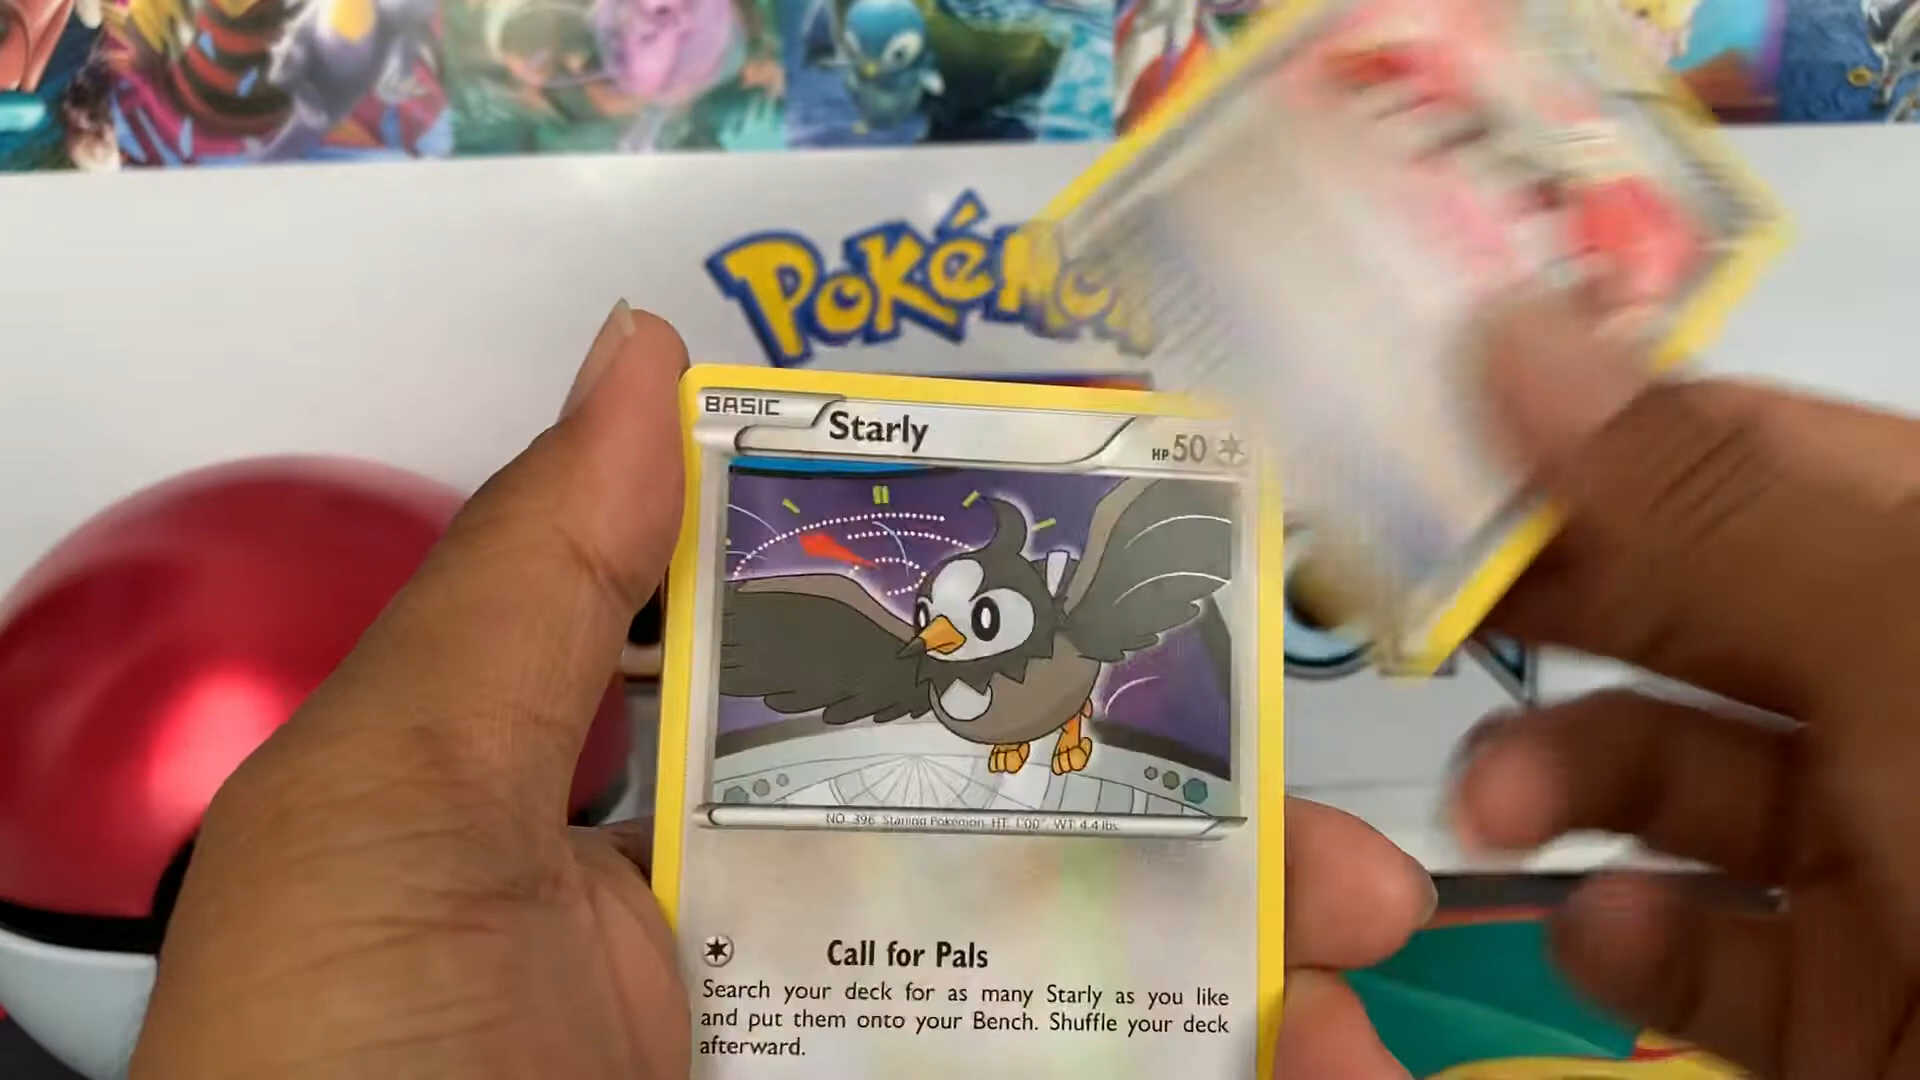 Pokémon
BASIC
Starly
HP 50
NO. 396 Starling Pokémon HT: 1'00" WT: 4.4 lbs.
Call for Pals
Search your deck for as many Starly as you like
and put them onto your Bench. Shuffle your deck
afterward.